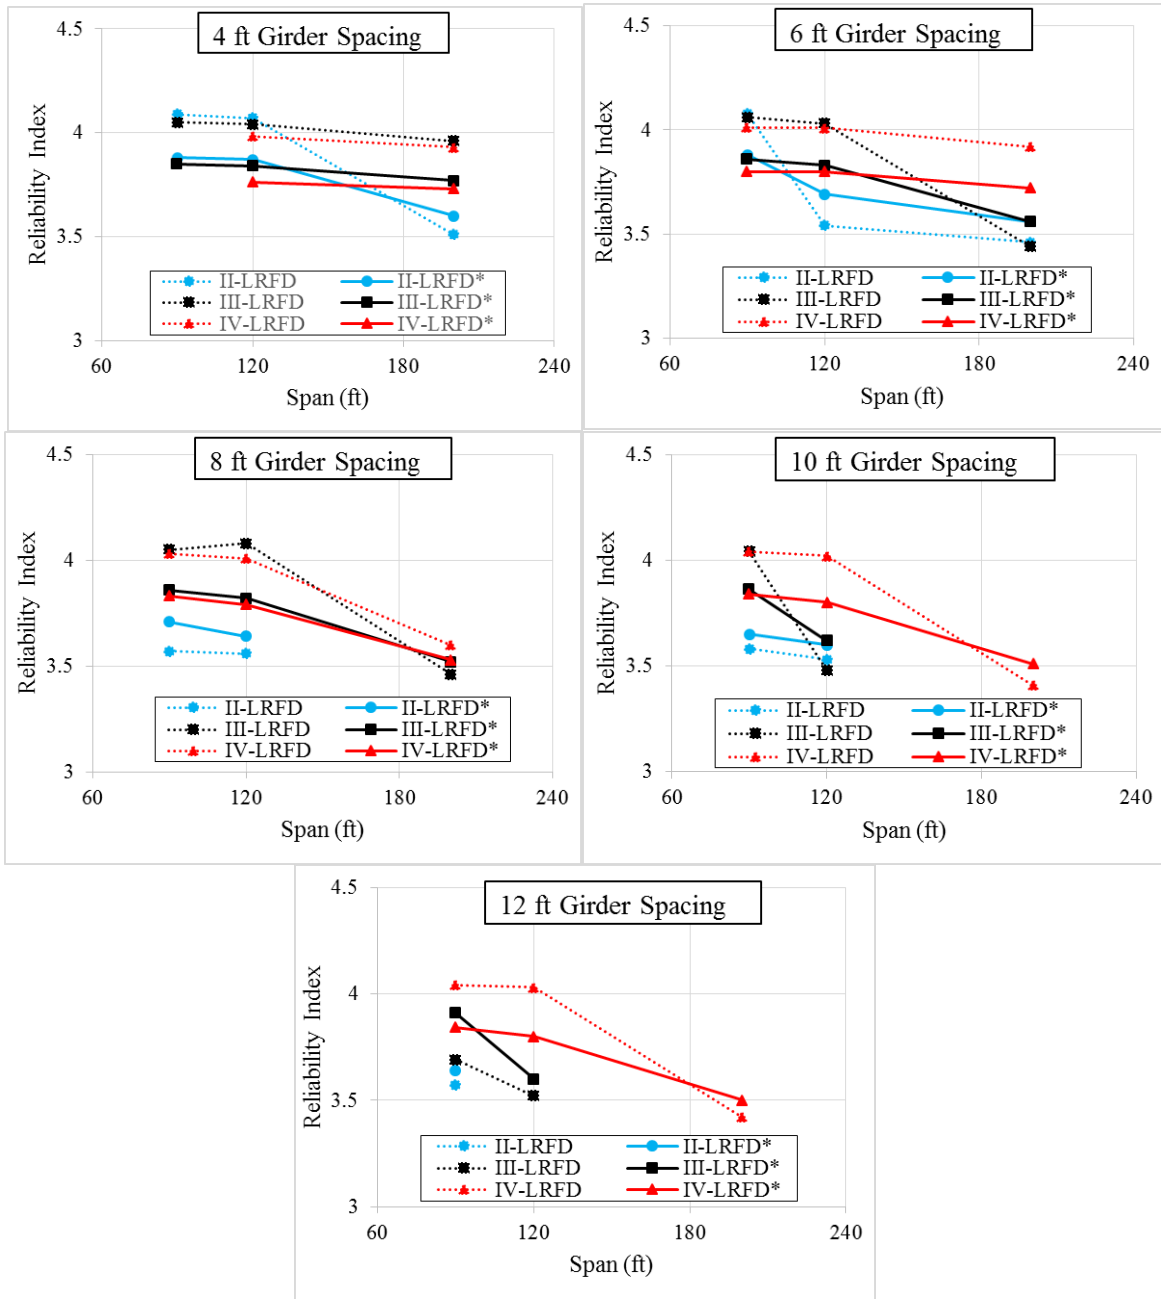 4 ft Girder Spacing
4.5
4
3.5
3
Reliability Index
II-LRFD II-LRFD*
III-LRFD III-LRFD*
IV-LRFD IV-LRFD*
60 120 180 240
Span (ft)
6 ft Girder Spacing
4.5
4
3.5
3
Reliability Index
II-LRFD II-LRFD*
III-LRFD III-LRFD*
IV-LRFD IV-LRFD*
60 120 180 240
Span (ft)
8 ft Girder Spacing
4.5
4
3.5
3
Reliability Index
II-LRFD II-LRFD*
III-LRFD III-LRFD*
IV-LRFD IV-LRFD*
60 120 180 240
Span (ft)
10 ft Girder Spacing
4.5
4
3.5
3
Reliability Index
II-LRFD II-LRFD*
III-LRFD III-LRFD*
IV-LRFD IV-LRFD*
60 120 180 240
Span (ft)
12 ft Girder Spacing
4.5
4
3.5
3
Reliability Index
II-LRFD II-LRFD*
III-LRFD III-LRFD*
IV-LRFD IV-LRFD*
60 120 180 240
Span (ft)